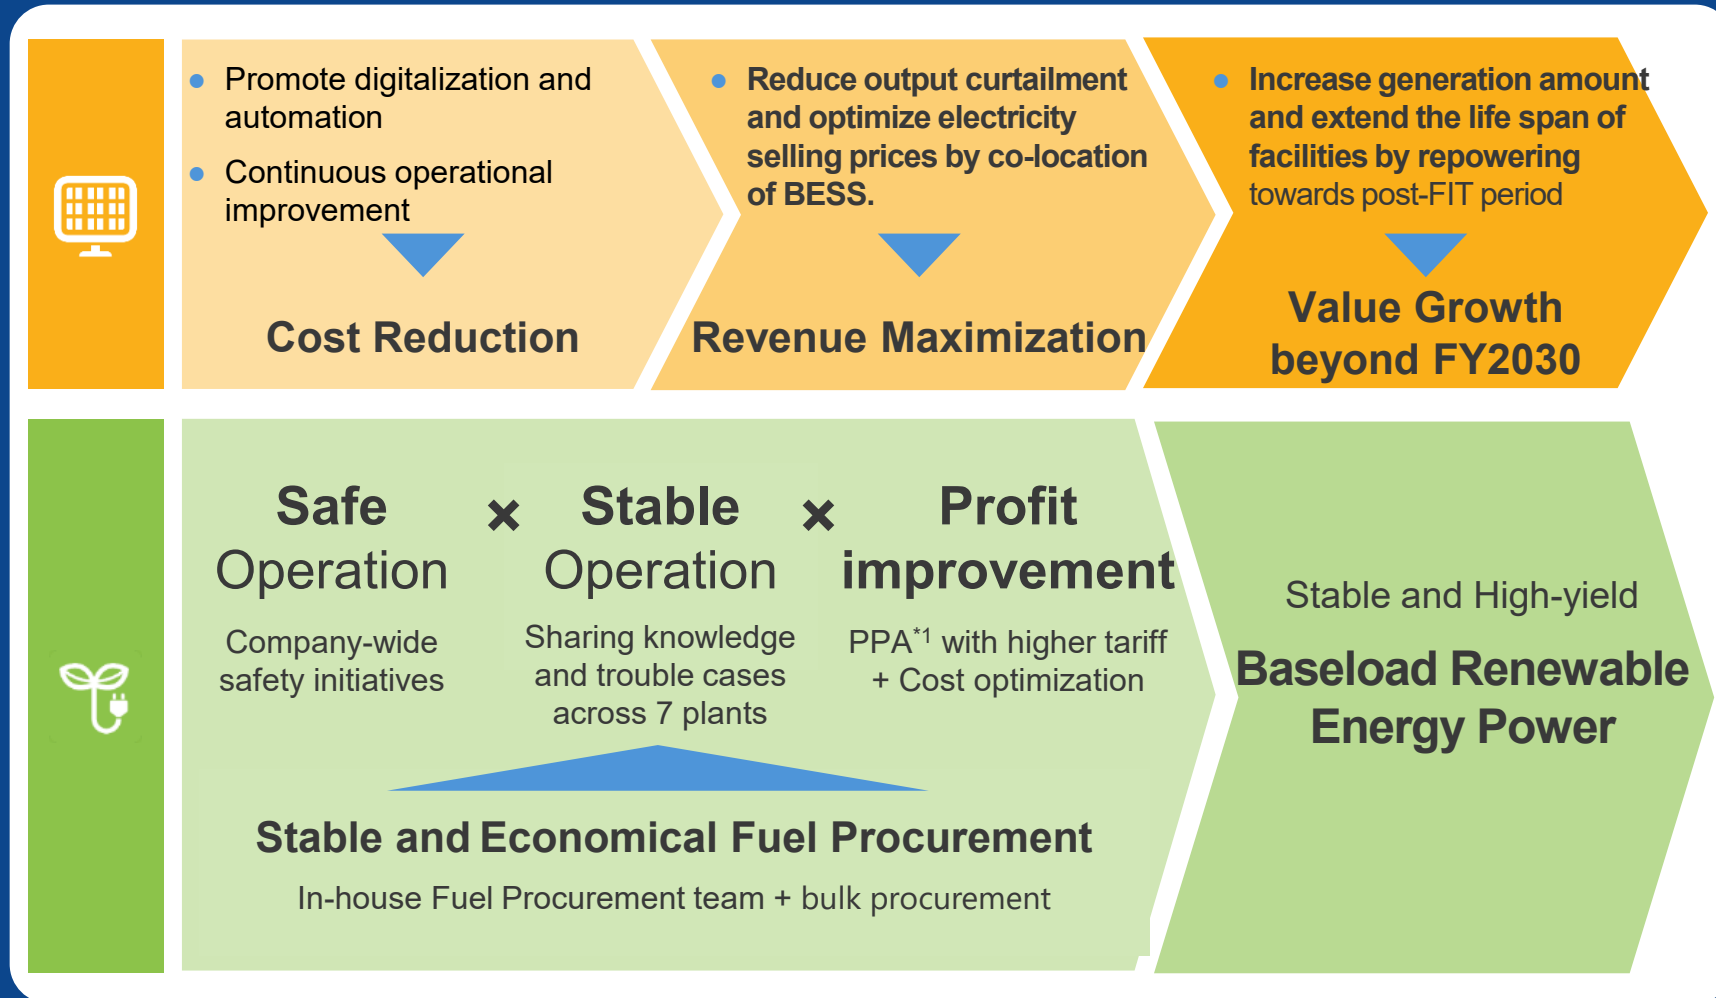 ● Promote digitalization and
automation
● Continuous operational
improvement
Cost Reduction
● Reduce output curtailment
and optimize electricity
selling prices by co-location
of BESS.
Revenue Maximization
● Increase generation amount
and extend the life span of
facilities by repowering
towards post-FIT period
Value Growth
beyond FY2030
Safe
Operation
Company-wide
safety initiatives
×
Stable
Operation
Sharing knowledge
and trouble cases
across 7 plants
×
Profit
improvement
PPA*1 with higher tariff
+ Cost optimization
Stable and Economical Fuel Procurement
In-house Fuel Procurement team + bulk procurement
Stable and High-yield
Baseload Renewable
Energy Power